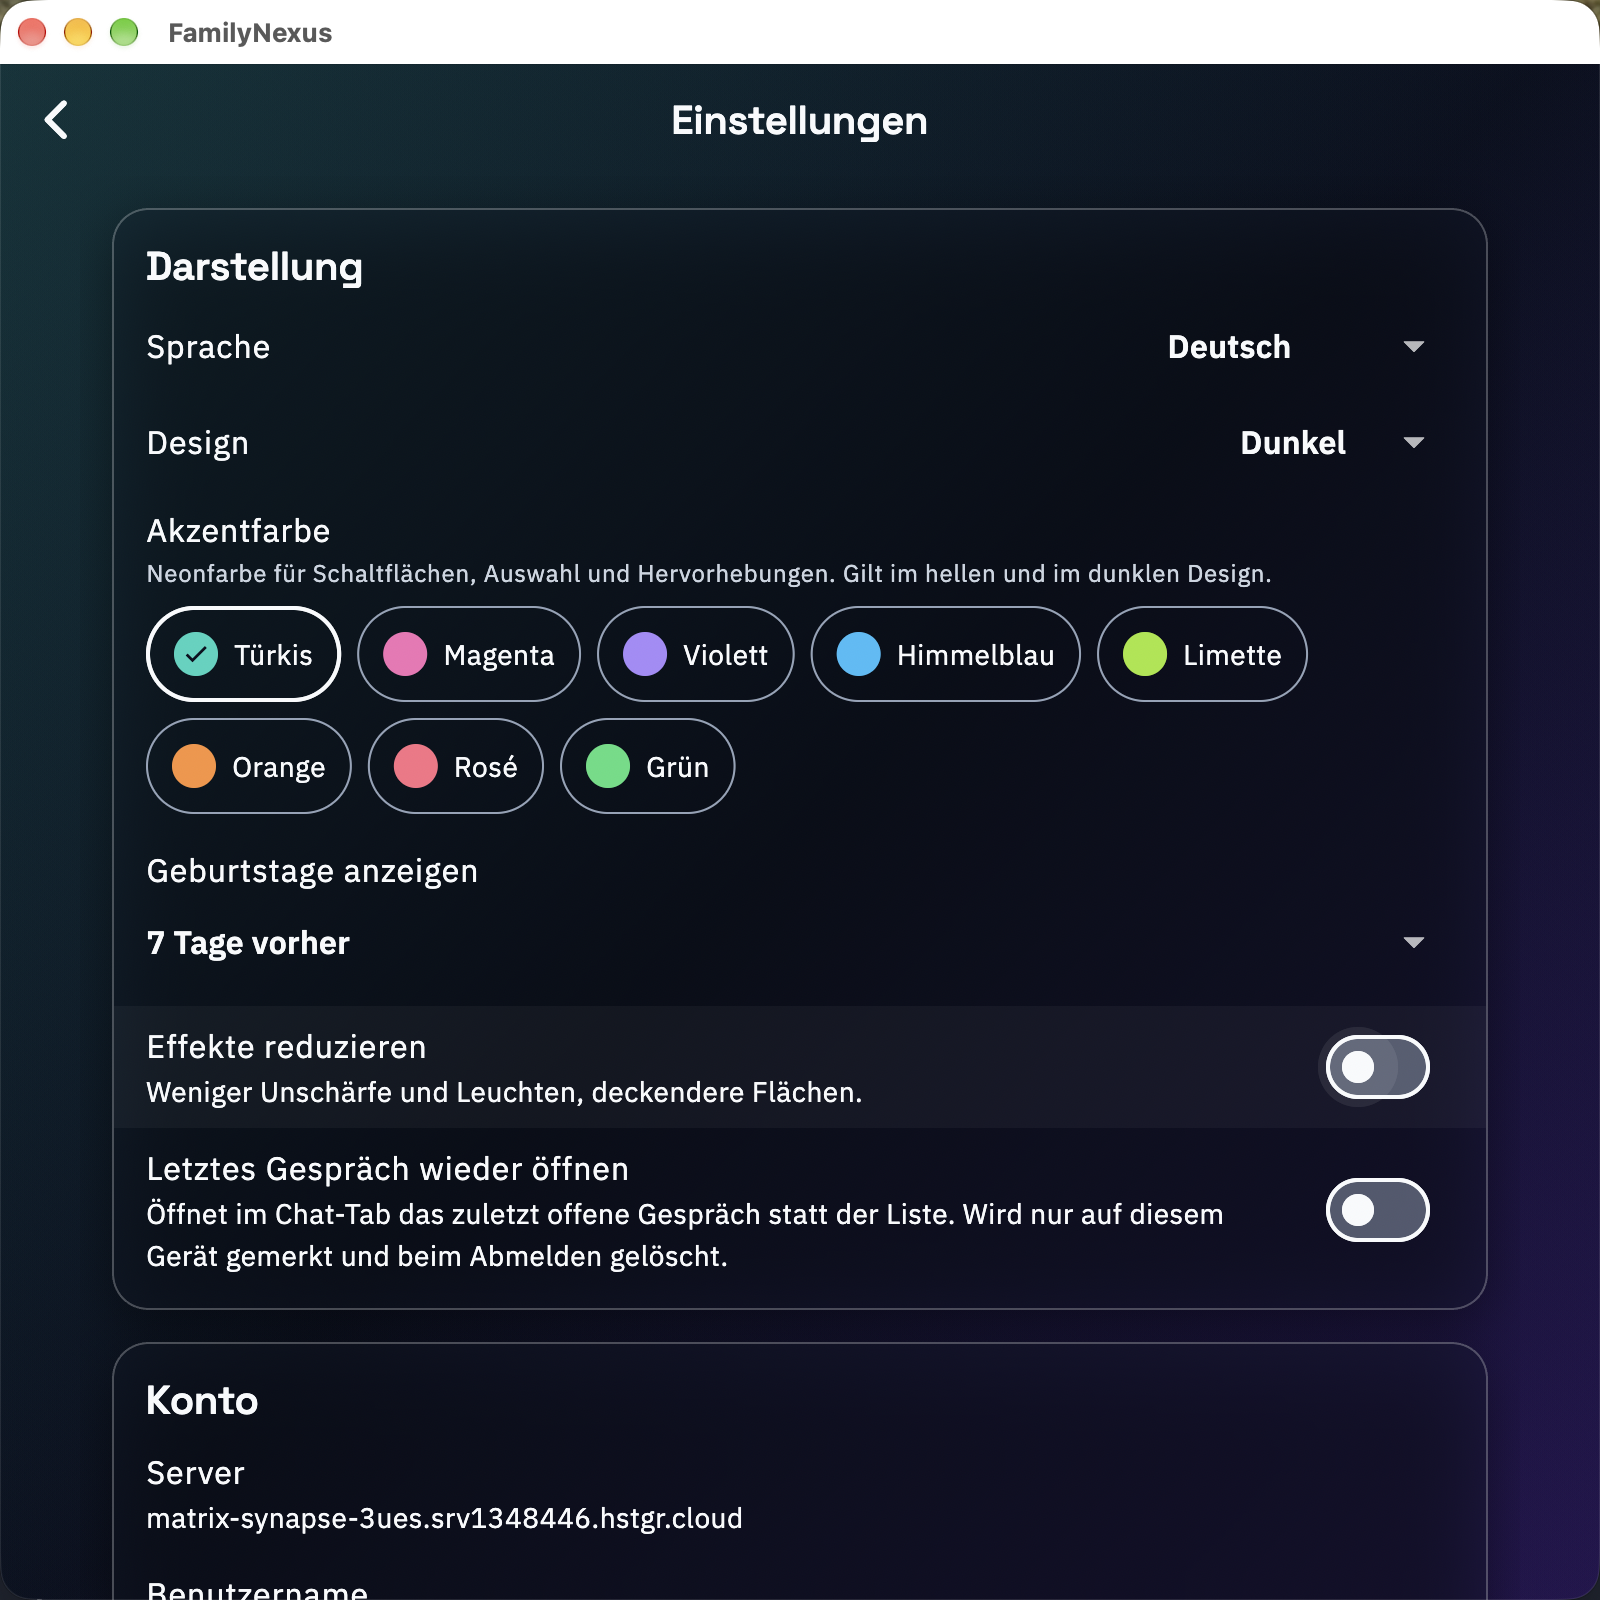 FamilyNexus
Einstellungen
Darstellung
Sprache
Deutsch
Design
Dunkel
Akzentfarbe
Neonfarbe für Schaltflächen, Auswahl und Hervorhebungen. Gilt im hellen und im dunklen Design.
Türkis
Magenta
Violett
Himmelblau
Limette
Orange
Rosé
Grün
Geburtstage anzeigen
7 Tage vorher
Effekte reduzieren
Weniger Unschärfe und Leuchten, deckendere Flächen.
Letztes Gespräch wieder öffnen
Öffnet im Chat-Tab das zuletzt offene Gespräch statt der Liste. Wird nur auf diesem
Gerät gemerkt und beim Abmelden gelöscht.
Konto
Server
matrix-synapse-3ues.srv1348446.hstgr.cloud
Benutzername